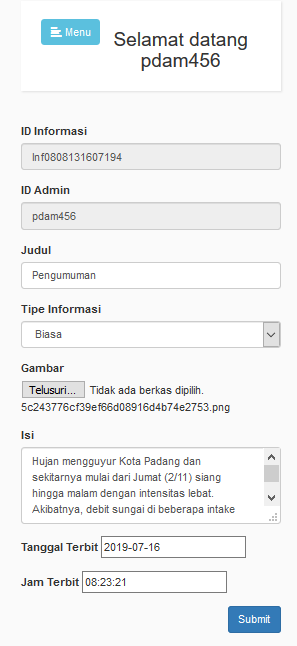 Menu
Selamat datang
pdam456
ID Informasi
Inf0808131607194
ID Admin
pdam456
Judul
Pengumuman
Tipe Informasi
Biasa
Gambar
Telusuri... Tidak ada berkas dipilih.
5c243776cf39ef66d08916d4b74e2753.png
Isi
Hujan mengguyur Kota Padang dan
sekitarnya mulai dari Jumat (2/11) siang
hingga malam dengan intensitas lebat.
Akibatnya, debit sungai di beberapa intake
Tanggal Terbit 2019-07-16
Jam Terbit 08:23:21
Submit